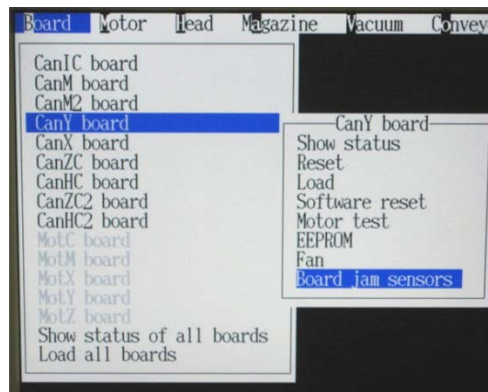 Board Motor Head Magazine Vacuum Convey
CanIC board
CanM board
CanM2 board
CanY board
CanX board
CanZC board
CanHC board
CanZC2 board
CanHC2 board
MotC board
MotM board
MotX board
MotY board
MotZ board
Show status of all boards
Load all boards
CanY board
Show status
Reset
Load
Software reset
Motor test
EEPROM
Fan
Board jam sensors